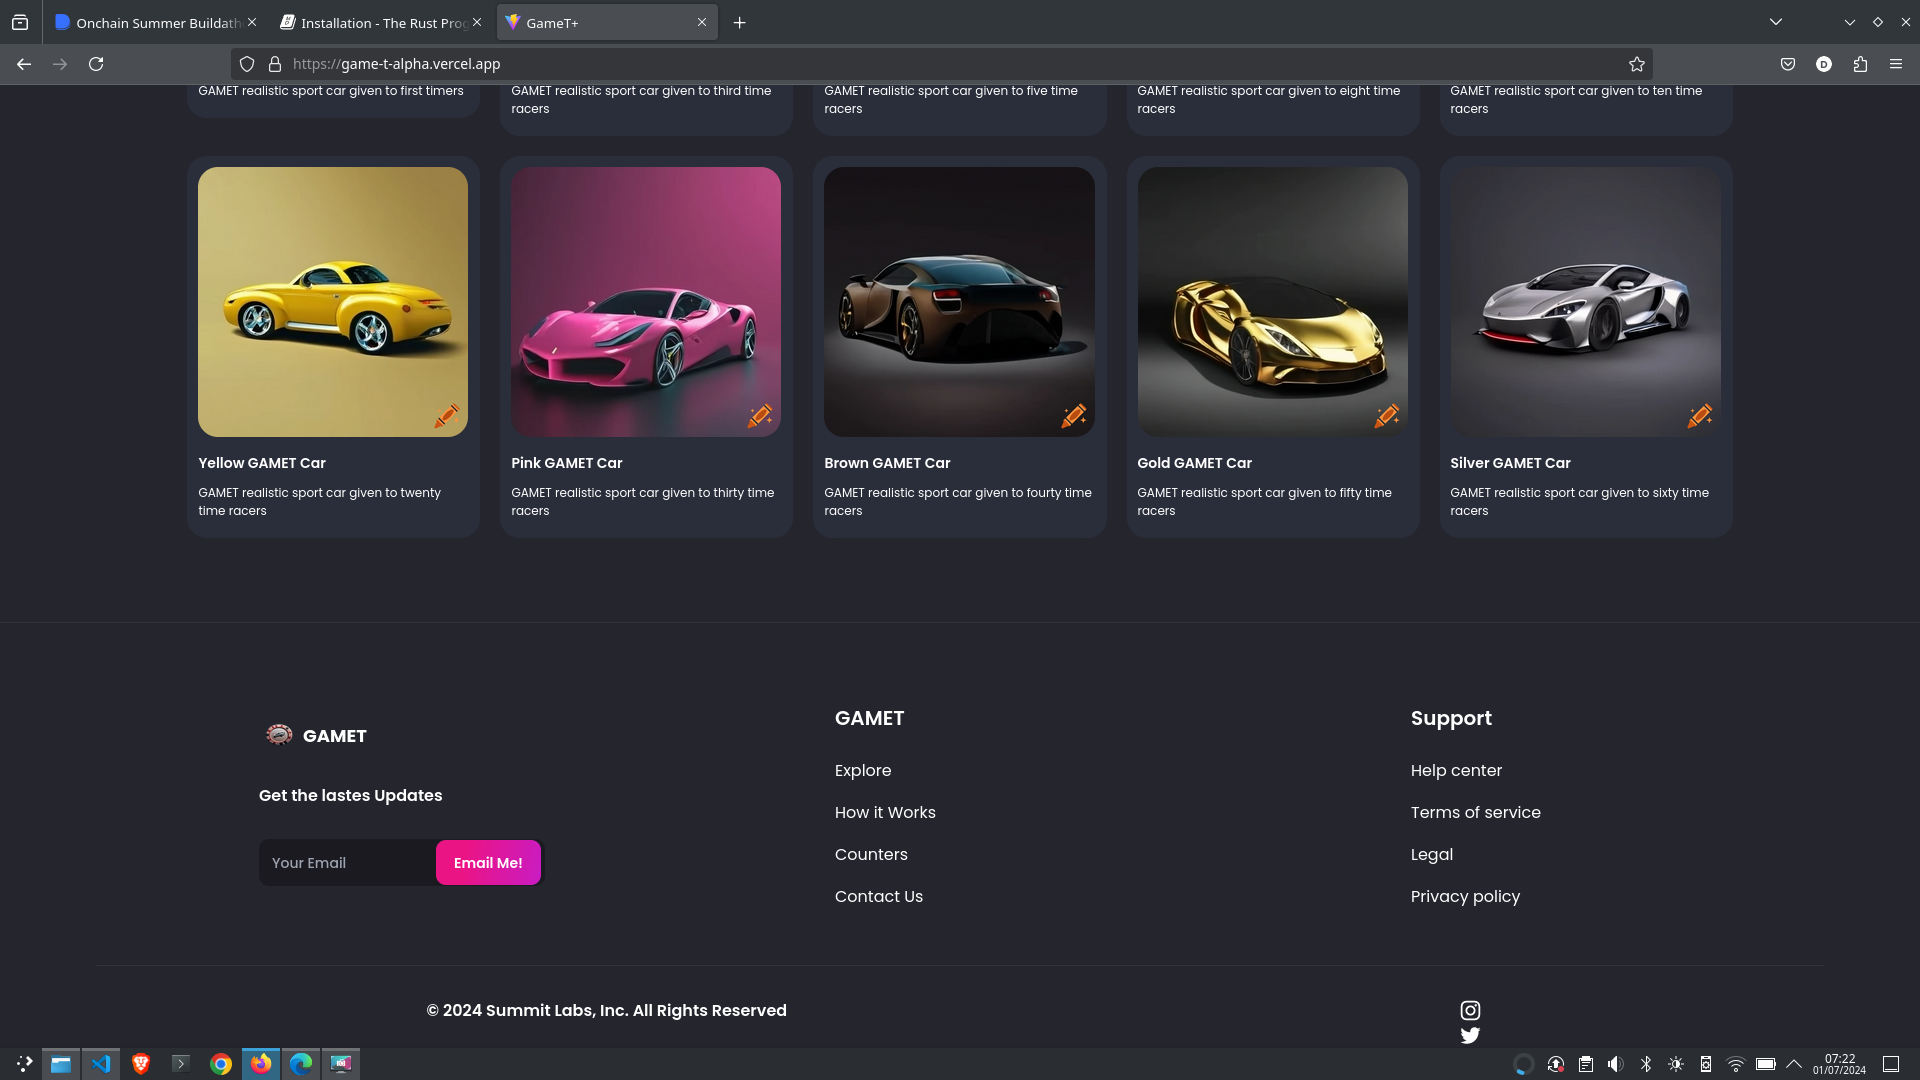 Onchain Summer Buildath
Installation - The Rust Prog
GameT+
https://game-t-alpha.vercel.app
D
GAMET realistic sport car given to first timers
GAMET realistic sport car given to third time
racers
GAMET realistic sport car given to five time
racers
GAMET realistic sport car given to eight time
racers
GAMET realistic sport car given to ten time
racers
Yellow GAMET Car
GAMET realistic sport car given to twenty
time racers
Pink GAMET Car
GAMET realistic sport car given to thirty time
racers
Brown GAMET Car
GAMET realistic sport car given to fourty time
racers
Gold GAMET Car
GAMET realistic sport car given to fifty time
racers
Silver GAMET Car
GAMET realistic sport car given to sixty time
racers
GAMET
Get the lastes Updates
Your Email
Email Me!
GAMET
Explore
How it Works
Counters
Contact Us
Support
Help center
Terms of service
Legal
Privacy policy
© 2024 Summit Labs, Inc. All Rights Reserved
07:22
01/07/2024